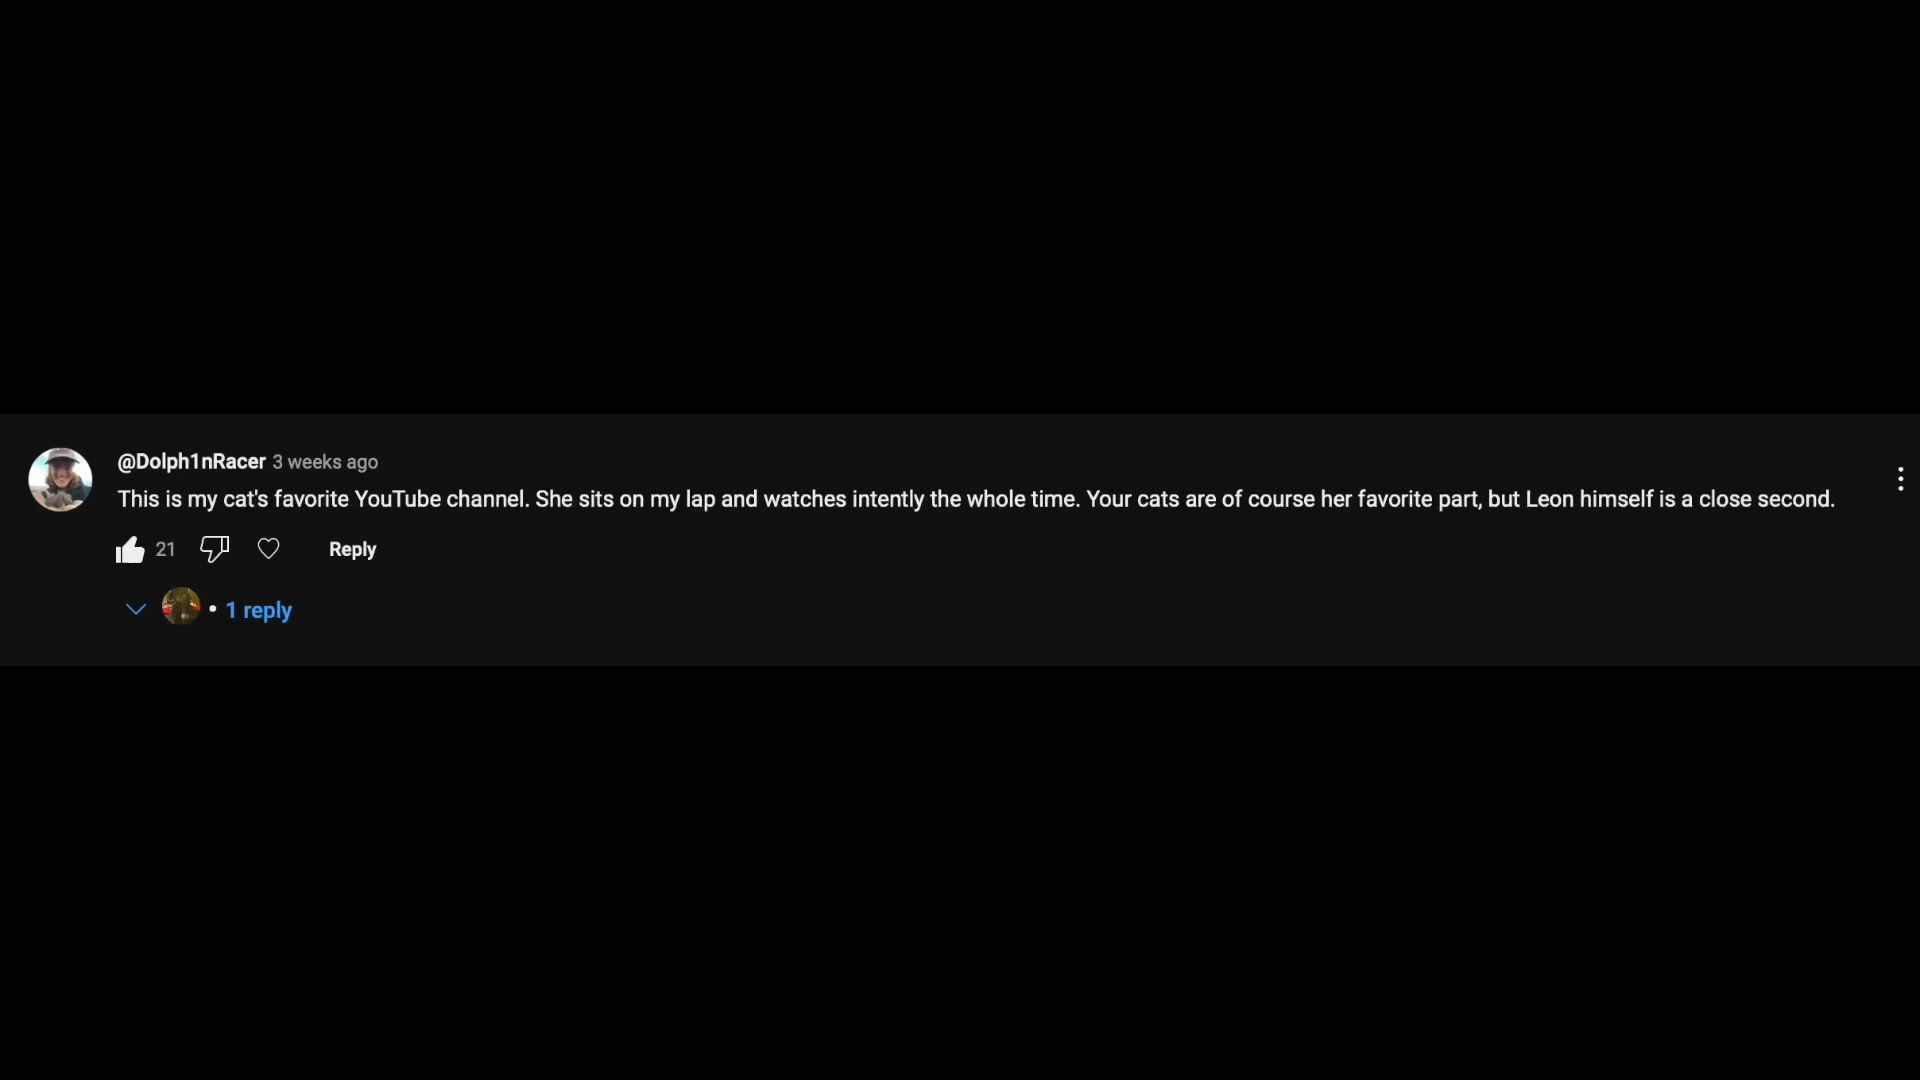 @Dolph1nRacer 3 weeks ago
This is my cat's favorite YouTube channel. She sits on my lap and watches intently the whole time. Your cats are of course her favorite part, but Leon himself is a close second.
21 Reply
• 1 reply